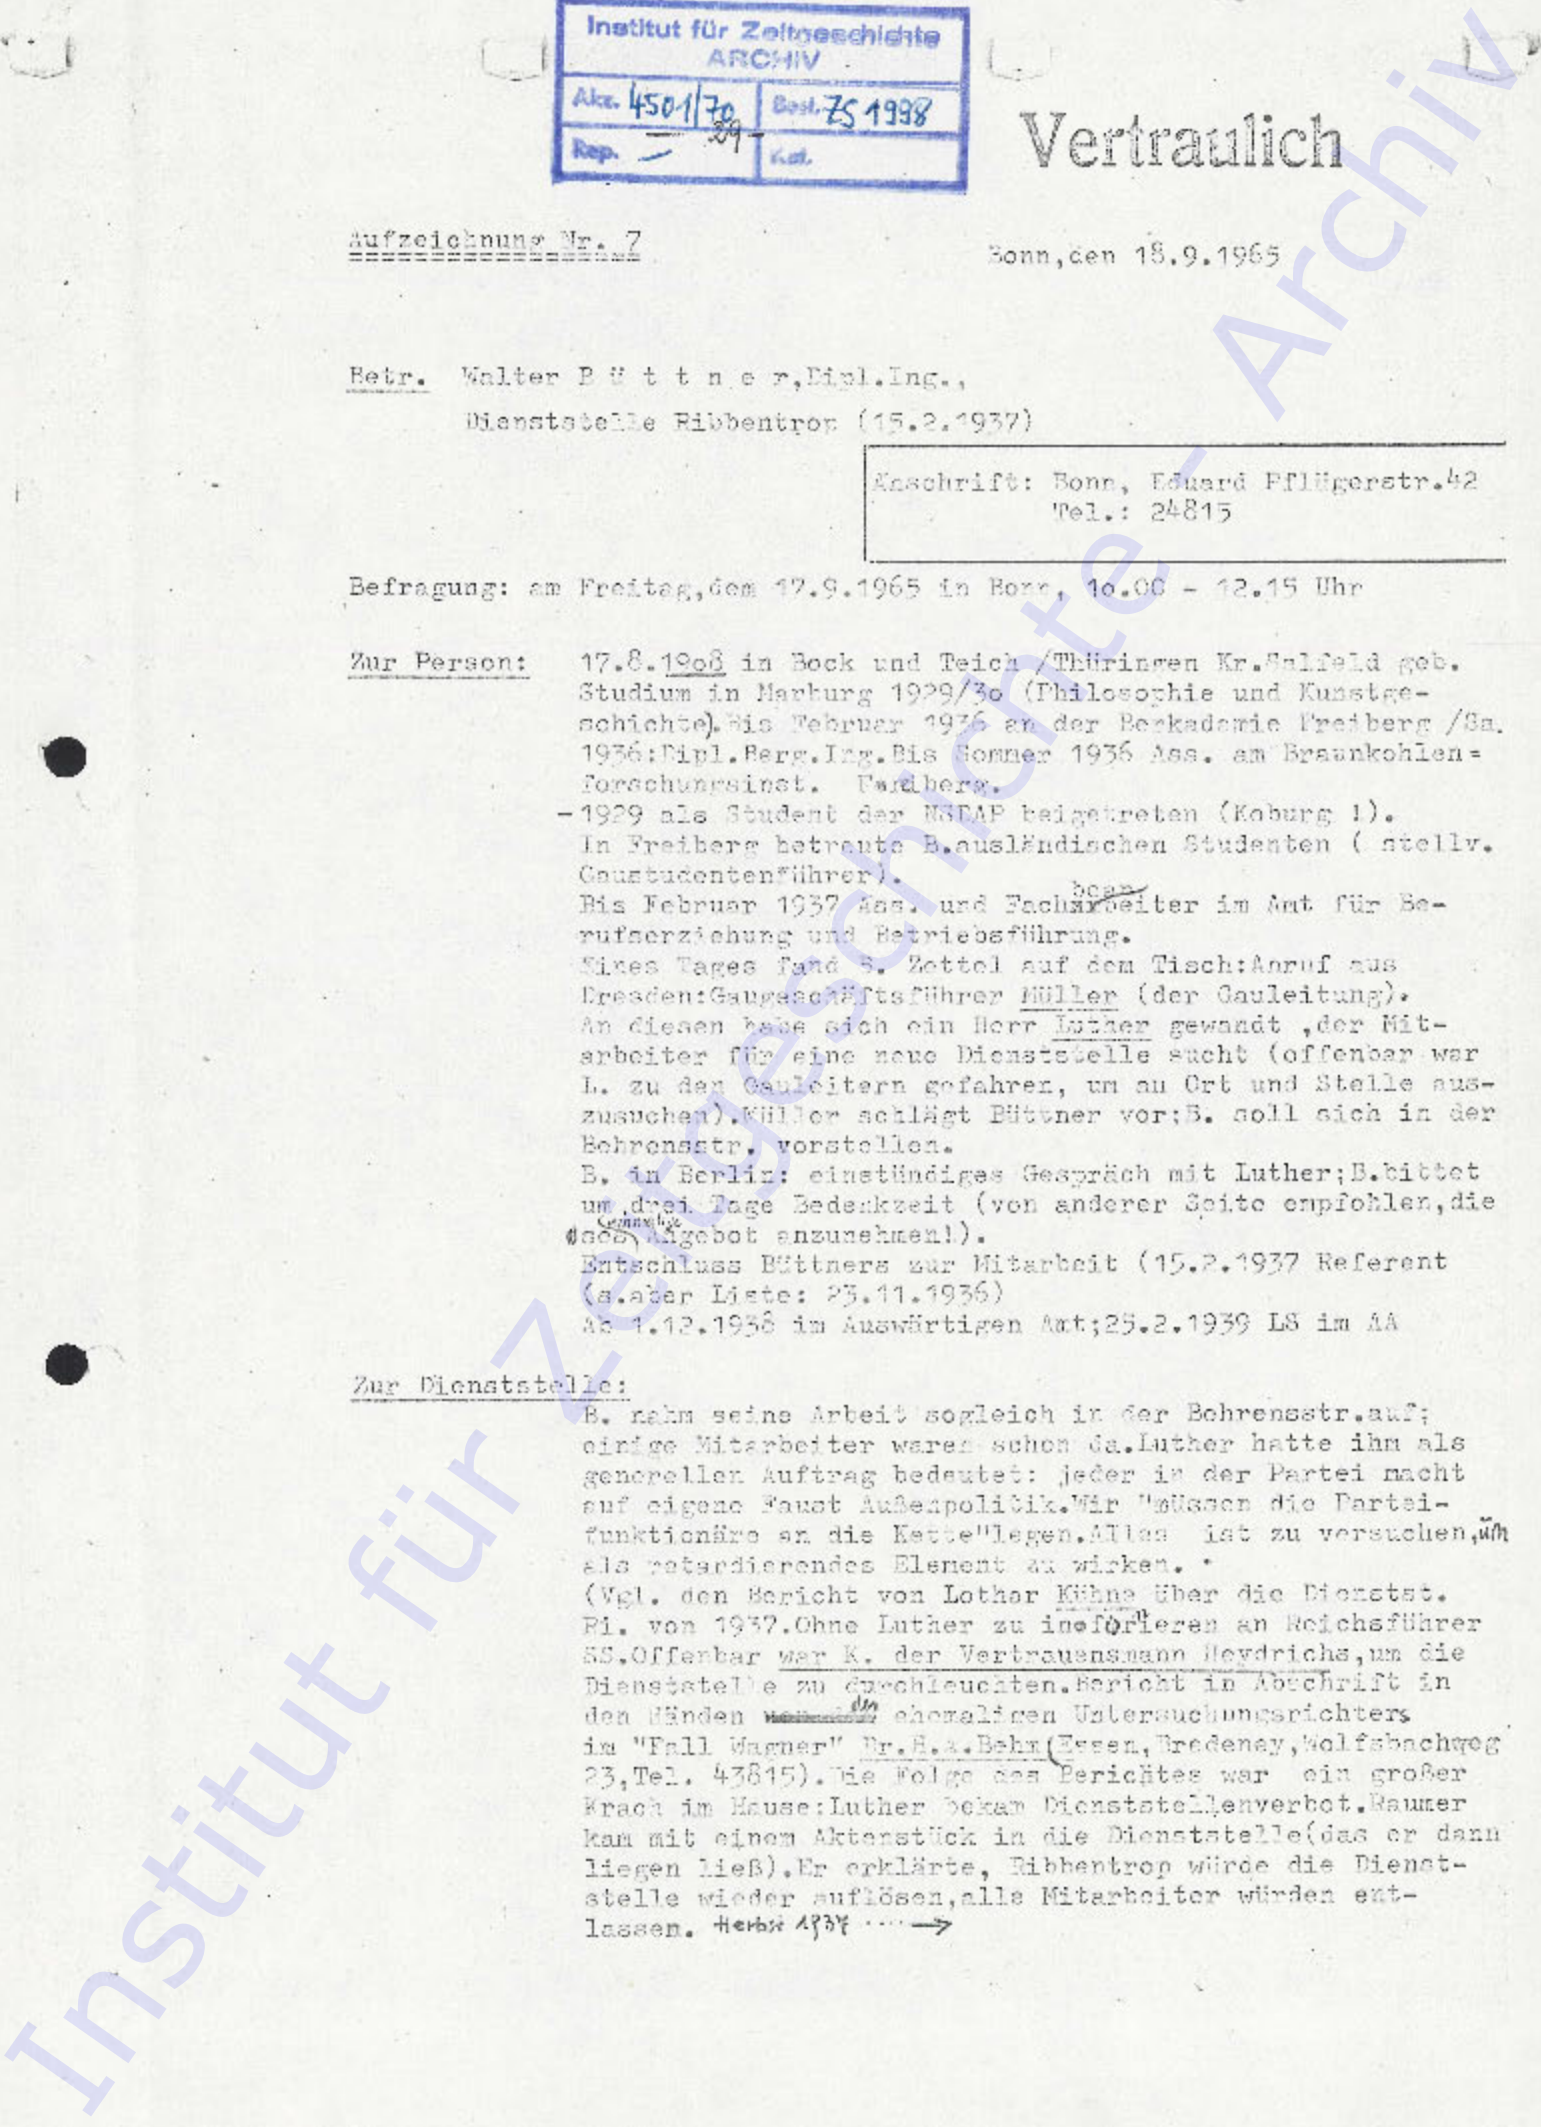 Institut für Zeitgeschichte
ARCHIV
Akz. 4501/70
Best. ZS 1998
Rep. —
29 -
Kat.
Vertraulich
Aufzeichnung Nr. 7
Bonn,den 18.9.1965
Betr. Walter B ü t t n e r,Dipl.Ing.,
Dienststelle Ribbentrop (15.2.1937)
Anschrift: Bonn, Eduard Pflügerstr.42
Tel.: 24815
Befragung: am Freitag,dem 17.9.1965 in Bonn, 10.00 - 12.15 Uhr
Zur Person: 17.8.1908 in Bock und Teich /Thüringen Kr.Salfeld geb.
Studium in Marburg 1929/30 (Philosophie und Kunstge-
schichte).Bis Februar 1936 an der Berkademie Freiberg /Sa.
1936:Dipl.Berg.Ing.Bis Sommer 1936 Ass. am Braunkohlen=
forschungsinst.
-1929 als Student der NSDAP beigetreten (Koburg !).
In Freiberg betreute B.ausländischen Studenten ( stellv.
Gaustudentenführer).
Bis Februar 1937 Ass. und Fachbearbeiter im Amt für Be-
rufserziehung und Betriebsführung.
Eines Tages fand B. Zettel auf dem Tisch:Anruf aus
Dresden:Gaugeschäftsführer Müller (der Gauleitung).
An diesen habe sich ein Herr Luther gewandt ,der Mit-
arbeiter für eine neue Dienststelle sucht (offenbar war
L. zu den Gauleitern gefahren, um an Ort und Stelle aus-
zusuchen).Müller schlägt Büttner vor;B. soll sich in der
Behrensstr. vorstellen.
B. in Berlin: einstündiges Gespräch mit Luther;B.bittet
um drei Tage Bedenkzeit (von anderer Seite empfohlen,die
ses einmalige Angebot anzunehmen!).
Entschluss Büttners zur Mitarbeit (15.2.1937 Referent
(s.aber Liste: 23.11.1936)
Ab 1.12.1938 im Auswärtigen Amt;25.2.1939 LS im AA
Zur Dienststelle:
B. nahm seine Arbeit sogleich in der Behrensstr.auf;
einige Mitarbeiter waren schon da.Luther hatte ihm als
generellen Auftrag bedeutet: jeder in der Partei macht
auf eigene Faust Außenpolitik.Wir "müssen die Partei-
funktionäre an die Kette"legen.Alles ist zu versuchen,um
als retardierendes Element zu wirken.
(Vgl. den Bericht von Lothar Kühne über die Dienstst.
Ri. von 1937.Ohne Luther zu informieren an Reichsführer
SS.Offenbar war K. der Vertrauensmann Heydrichs,um die
Dienststelle zu durchleuchten.Bericht in Abschrift in
den Händen des ehemaligen Untersuchungsrichters
im "Fall Wagner" Dr.H.a.Behm(Essen,Bredeney,Wolfsbachweg
23,Tel. 43815).Die Folge des Berichtes war ein großer
Krach im Hause:Luther bekam Dienststellenverbot.Raumer
kam mit einem Aktenstück in die Dienststelle(das er dann
liegen ließ).Er erklärte, Ribbentrop würde die Dienst-
stelle wieder auflösen,alle Mitarbeiter würden ent-
lassen. Herbst 1937 ....→
Institut für Zeitgeschichte - Archiv